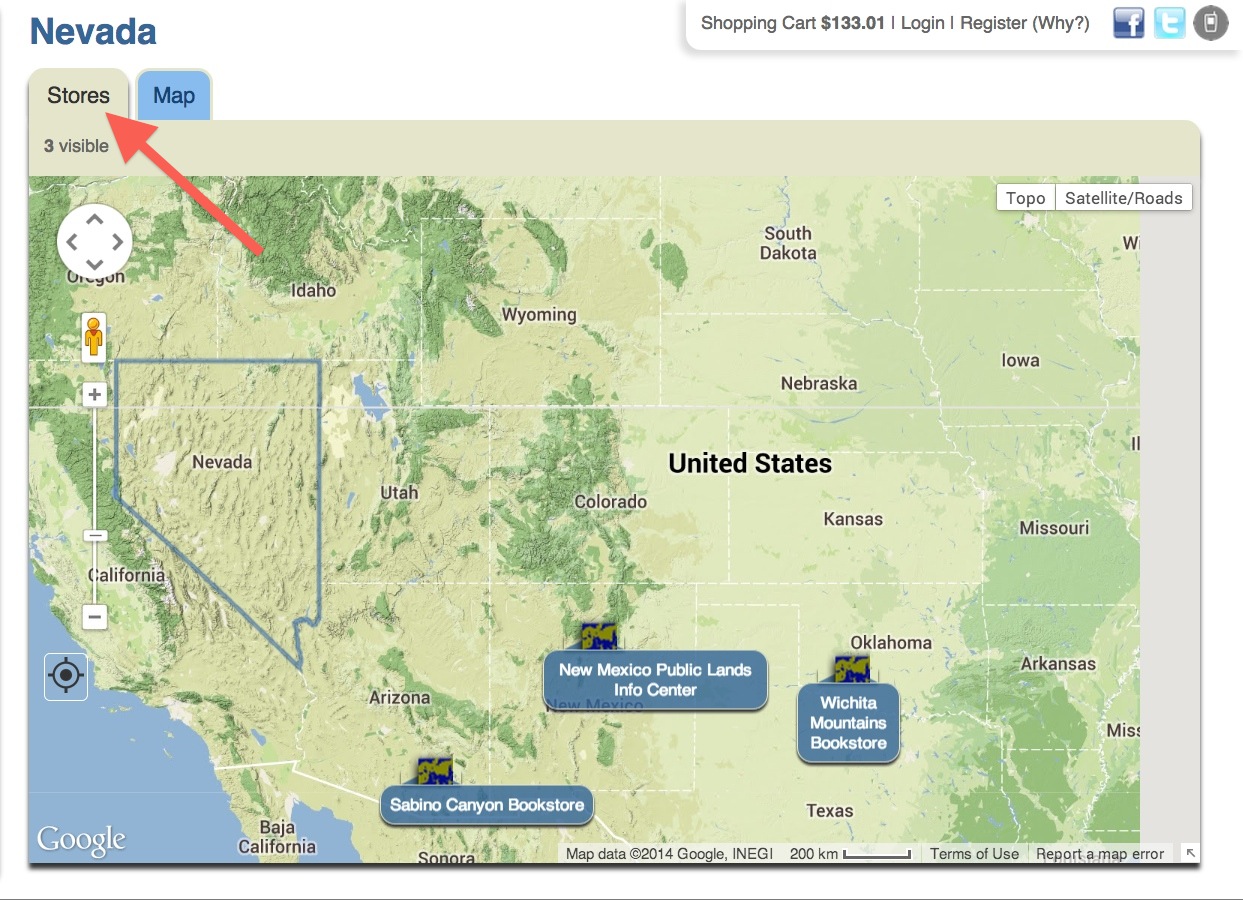 Nevada
Shopping Cart $133.01 | Login | Register (Why?)
Stores
Map
3 visible
Topo
Satellite/Roads
South
Dakota
Oregon
Idaho
Wyoming
Iowa
Nebraska
United States
Nevada
Utah
Colorado
Kansas
Missouri
California
Oklahoma
New Mexico Public Lands
Info Center
New Mexico
Arkansas
Arizona
Wichita
Mountains
Bookstore
Miss
Sabino Canyon Bookstore
Texas
Baja
California
Google
Sonora
Map data ©2014 Google, INEGI
200 km
Terms of Use
Report a map error